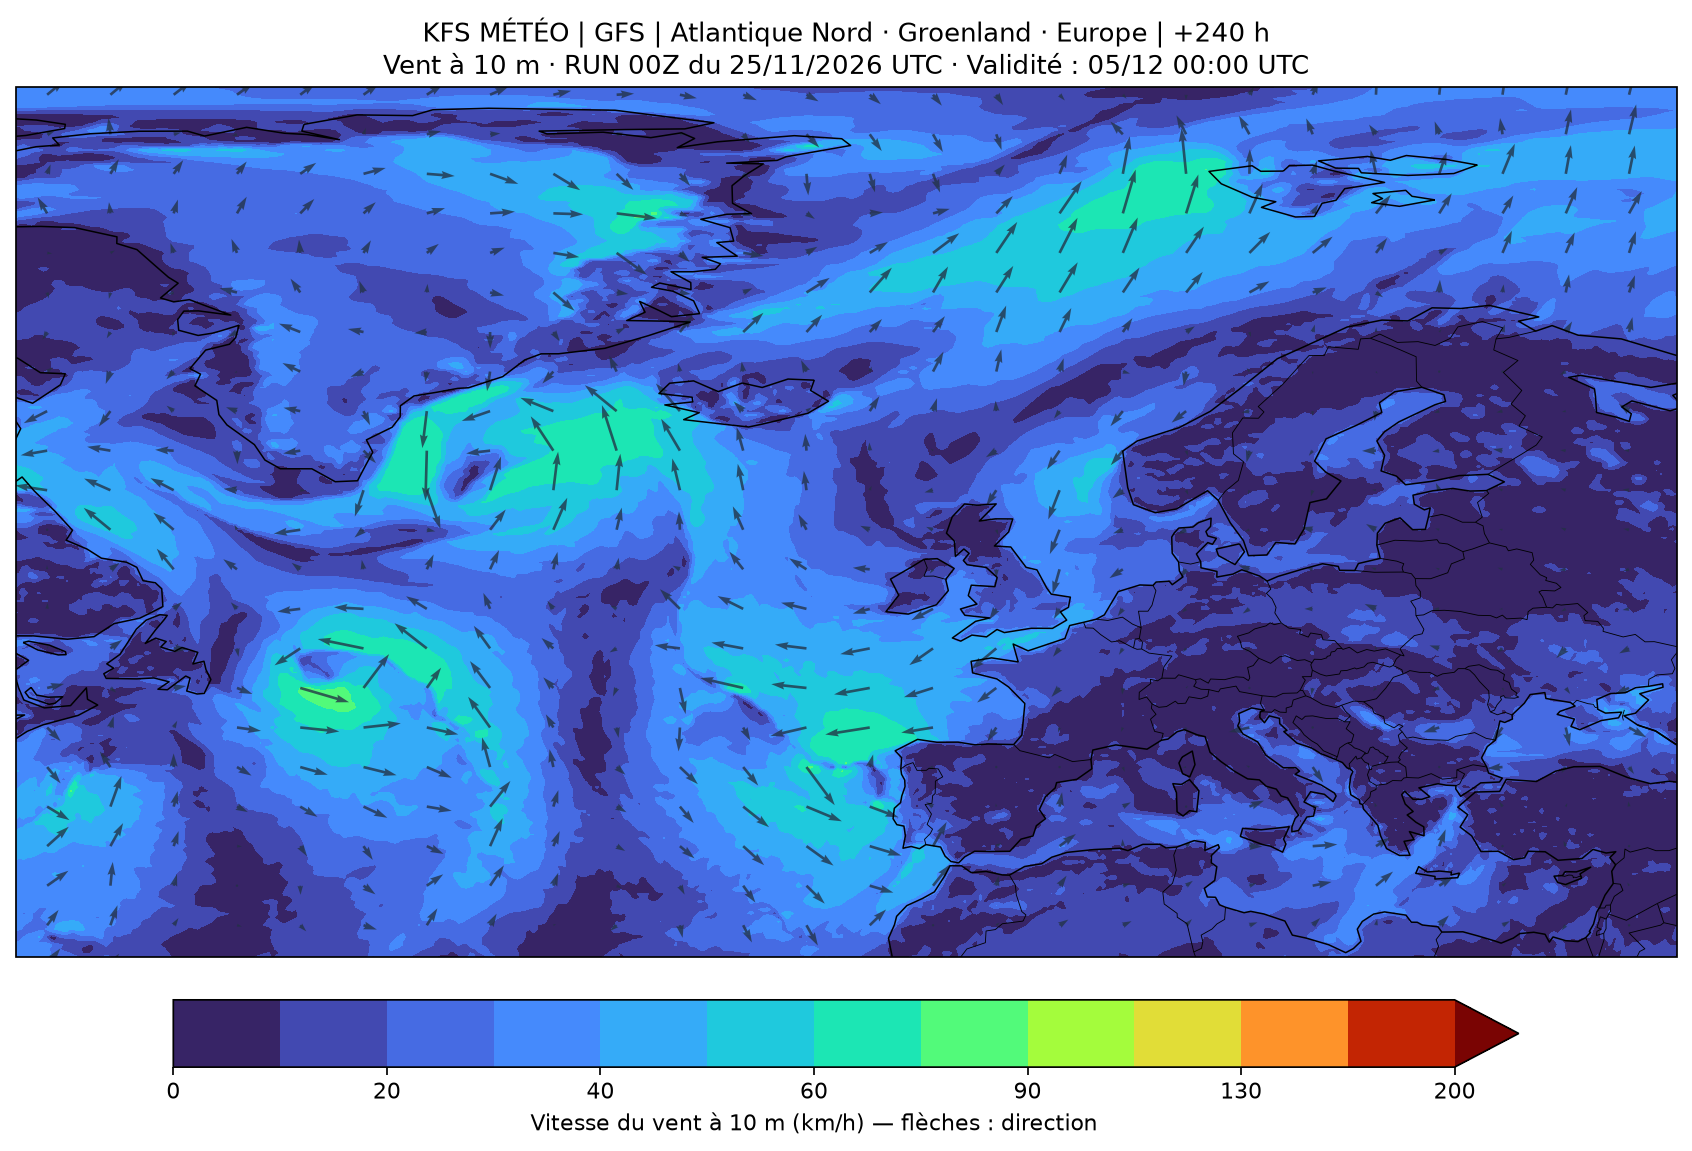 KFS MÉTÉO | GFS | Atlantique Nord · Groenland · Europe | +240 h
Vent à 10 m · RUN 00Z du 25/11/2026 UTC · Validité : 05/12 00:00 UTC
0 20 40 60 90 130 200
Vitesse du vent à 10 m (km/h) — flèches : direction